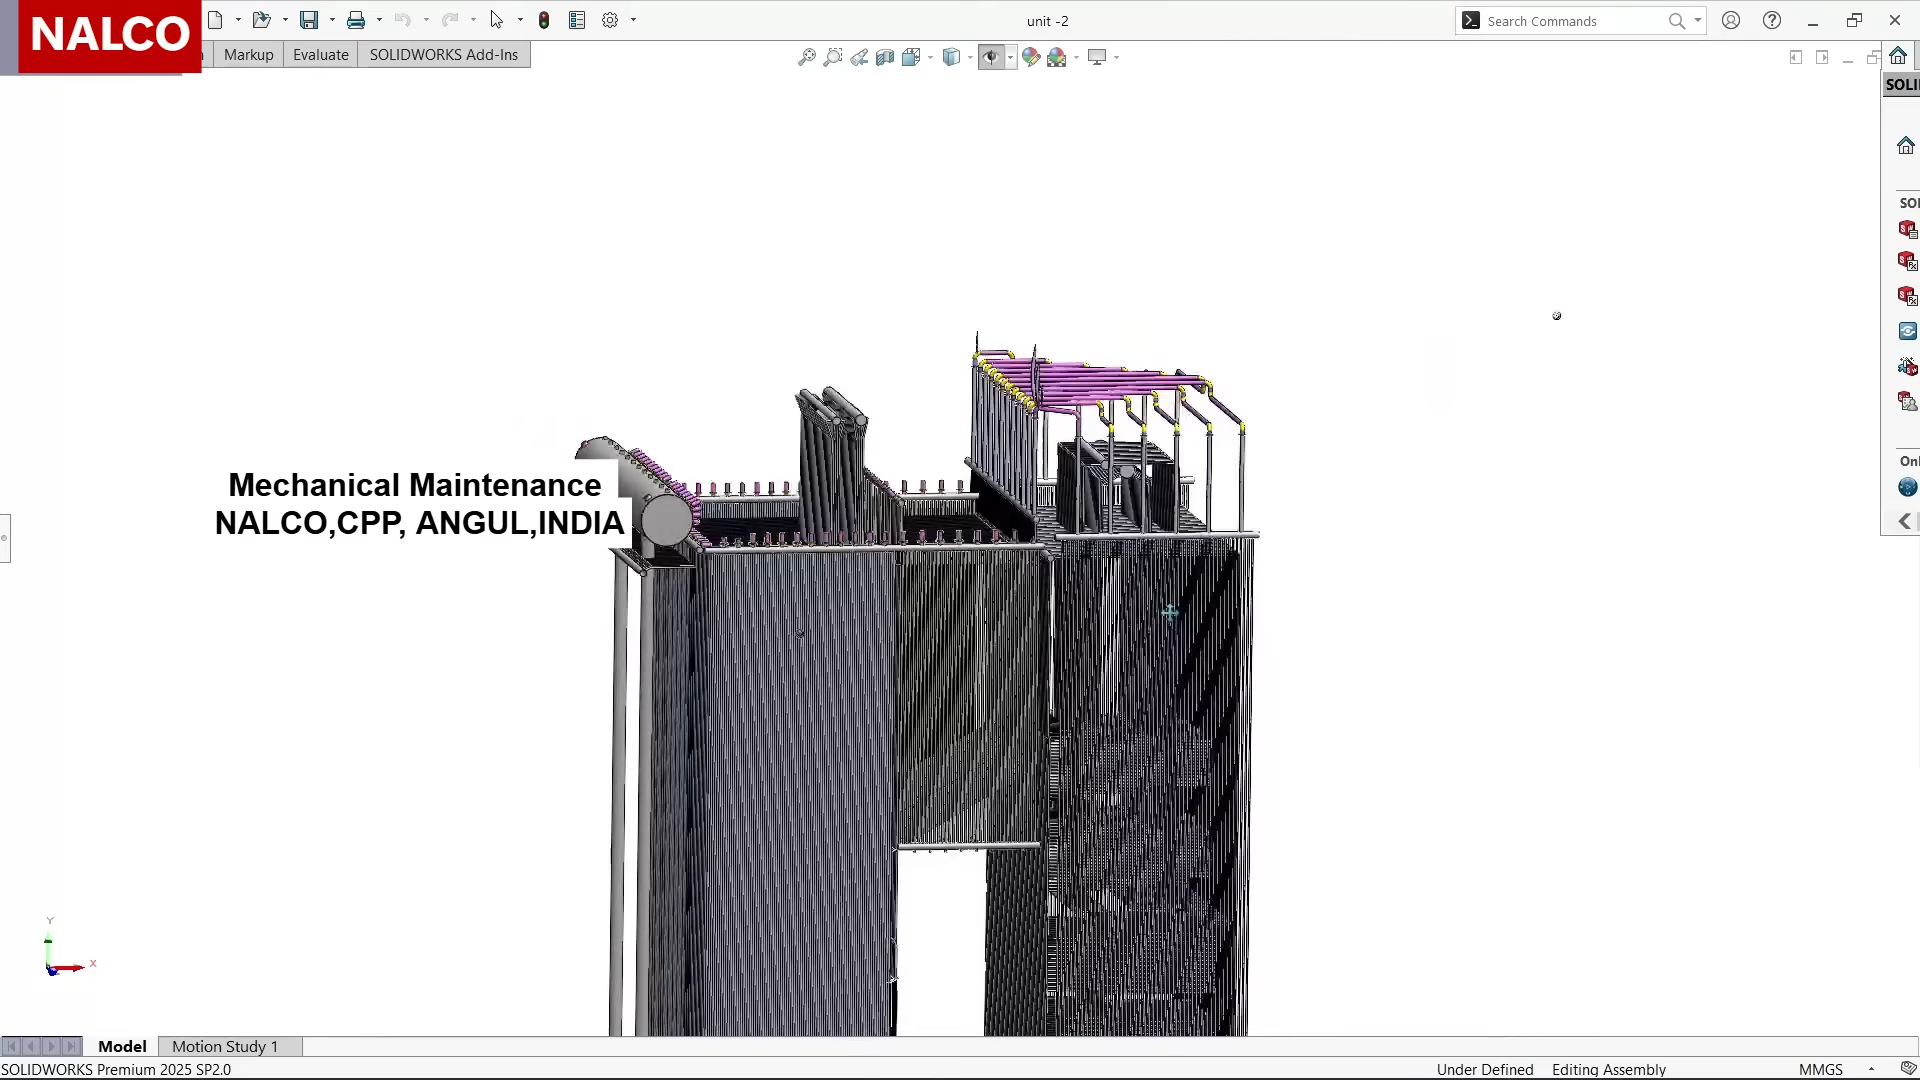 NALCO
unit -2
Search Commands
Markup
Evaluate
SOLIDWORKS Add-Ins
Mechanical Maintenance
NALCO,CPP, ANGUL,INDIA
Y
X
Model
Motion Study 1
SOLIDWORKS Premium 2025 SP2.0
Under Defined
Editing Assembly
MMGS